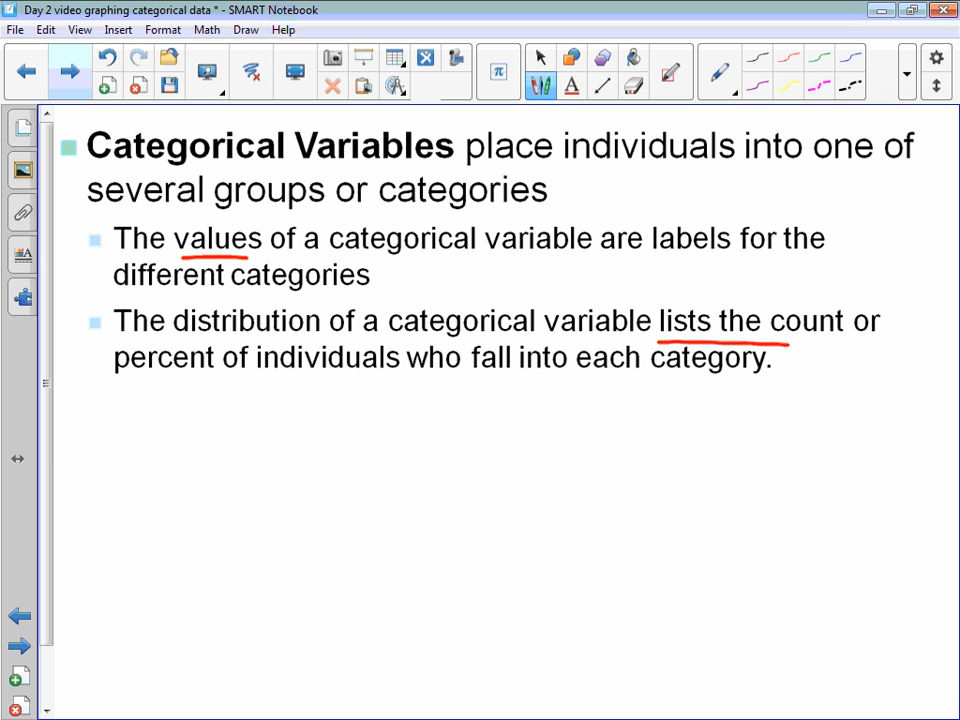 Day 2 video graphing categorical data * - SMART Notebook
File Edit View Insert Format Math Draw Help
π
A
Categorical Variables place individuals into one of
several groups or categories
The values of a categorical variable are labels for the
different categories
The distribution of a categorical variable lists the count or
percent of individuals who fall into each category.